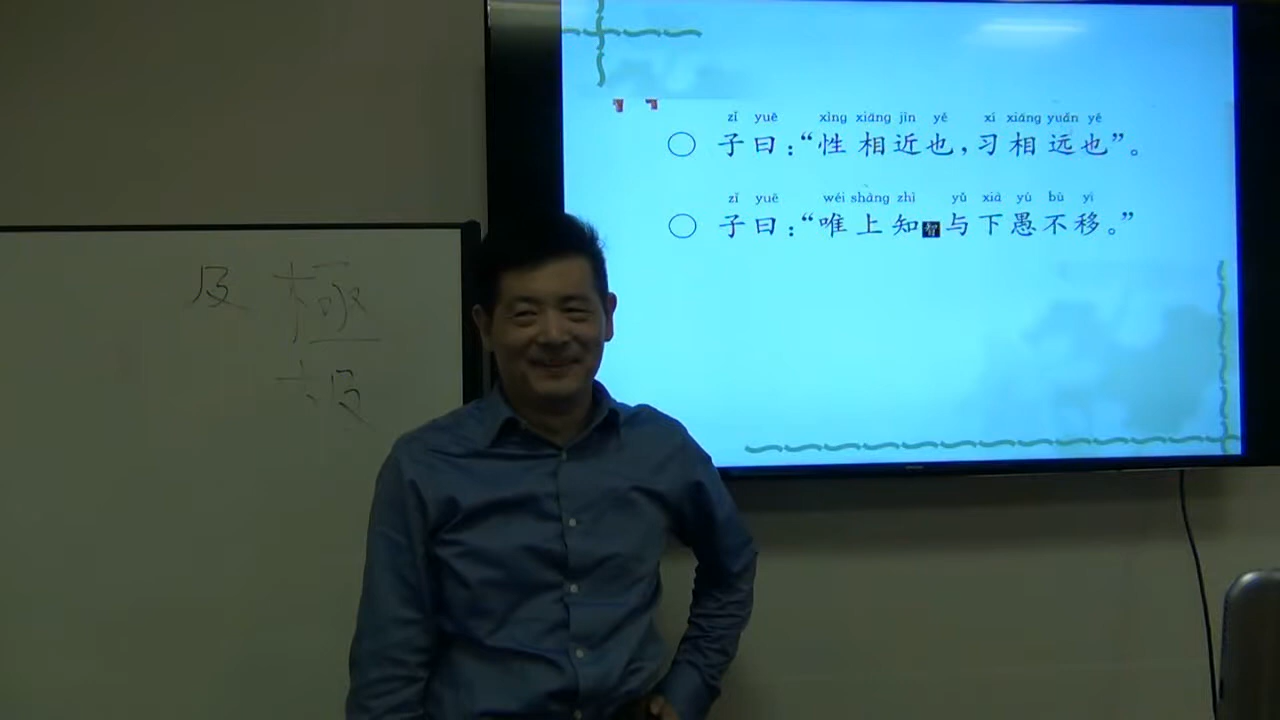 zǐ yuē xìng xiāng jìn yě xí xiāng yuǎn yě
○ 子曰：“性相近也，习相远也”。
zǐ yuē wéi shàng zhì yǔ xià yú bù yí
○ 子曰：“唯上知智与下愚不移。”
及 極
极